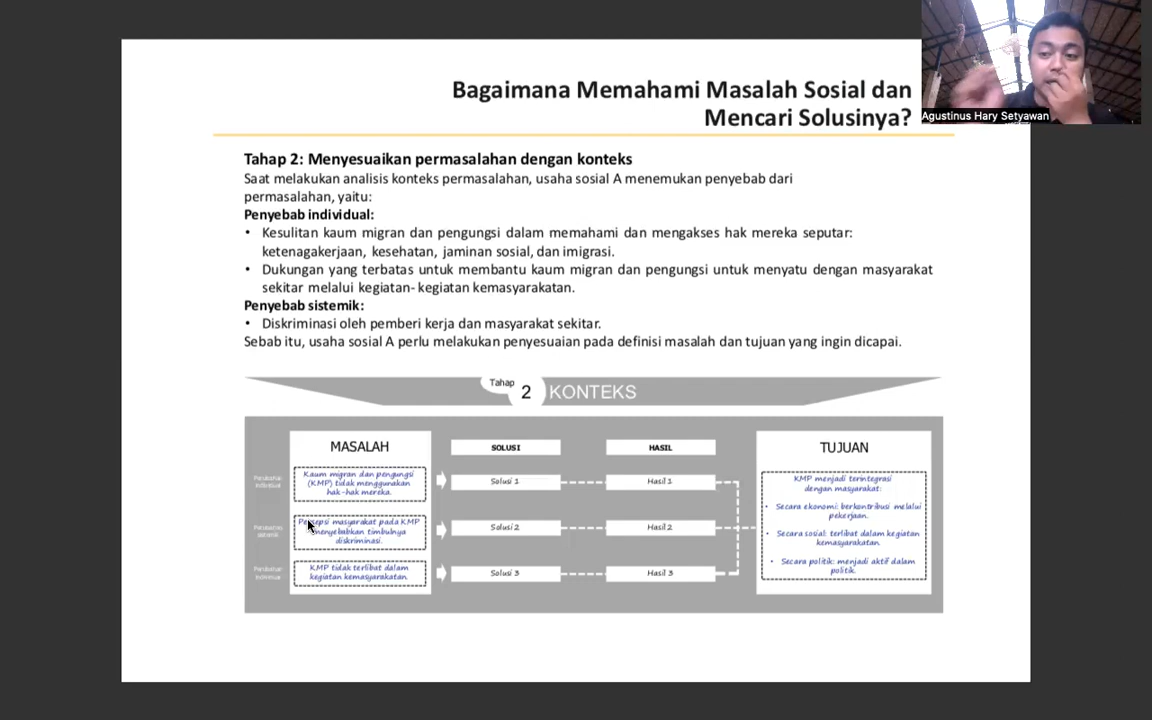 Bagaimana Memahami Masalah Sosial dan
Mencari Solusinya?
Agustinus Hary Setyawan
Tahap 2: Menyesuaikan permasalahan dengan konteks
Saat melakukan analisis konteks permasalahan, usaha sosial A menemukan penyebab dari
permasalahan, yaitu:
Penyebab individual:
• Kesulitan kaum migran dan pengungsi dalam memahami dan mengakses hak mereka seputar:
ketenagakerjaan, kesehatan, jaminan sosial, dan imigrasi.
• Dukungan yang terbatas untuk membantu kaum migran dan pengungsi untuk menyatu dengan masyarakat
sekitar melalui kegiatan- kegiatan kemasyarakatan.
Penyebab sistemik:
• Diskriminasi oleh pemberi kerja dan masyarakat sekitar.
Sebab itu, usaha sosial A perlu melakukan penyesuaian pada definisi masalah dan tujuan yang ingin dicapai.
Tahap 2 KONTEKS
MASALAH
Kaum migran dan pengungsi
(KMP) tidak menggunakan
hak-hak mereka.
Persepsi masyarakat pada KMP
menyebabkan timbulnya
diskriminasi.
KMP tidak terlibat dalam
kegiatan kemasyarakatan.
SOLUSI
Solusi 1
Solusi 2
Solusi 3
HASIL
Hasil 1
Hasil 2
Hasil 3
TUJUAN
KMP menjadi terintegrasi
dengan masyarakat:
• Secara ekonomi: berkontribusi melalui
pekerjaan.
• Secara sosial: terlibat dalam kegiatan
kemasyarakatan.
• Secara politik: menjadi aktif dalam
politik.